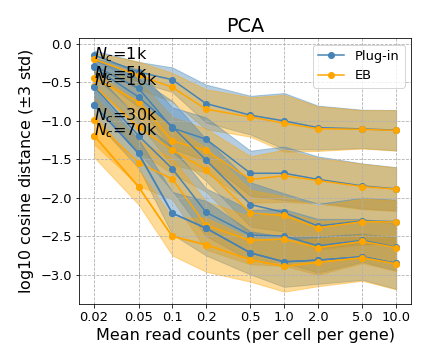 PCA
0.0
−0.5
−1.0
−1.5
−2.0
−2.5
−3.0
log10 cosine distance (±3 std)
N_c=1k
N_c=5k
N_c=10k
N_c=30k
N_c=70k
Plug-in
EB
0.02 0.05 0.1 0.2 0.5 1.0 2.0 5.0 10.0
Mean read counts (per cell per gene)